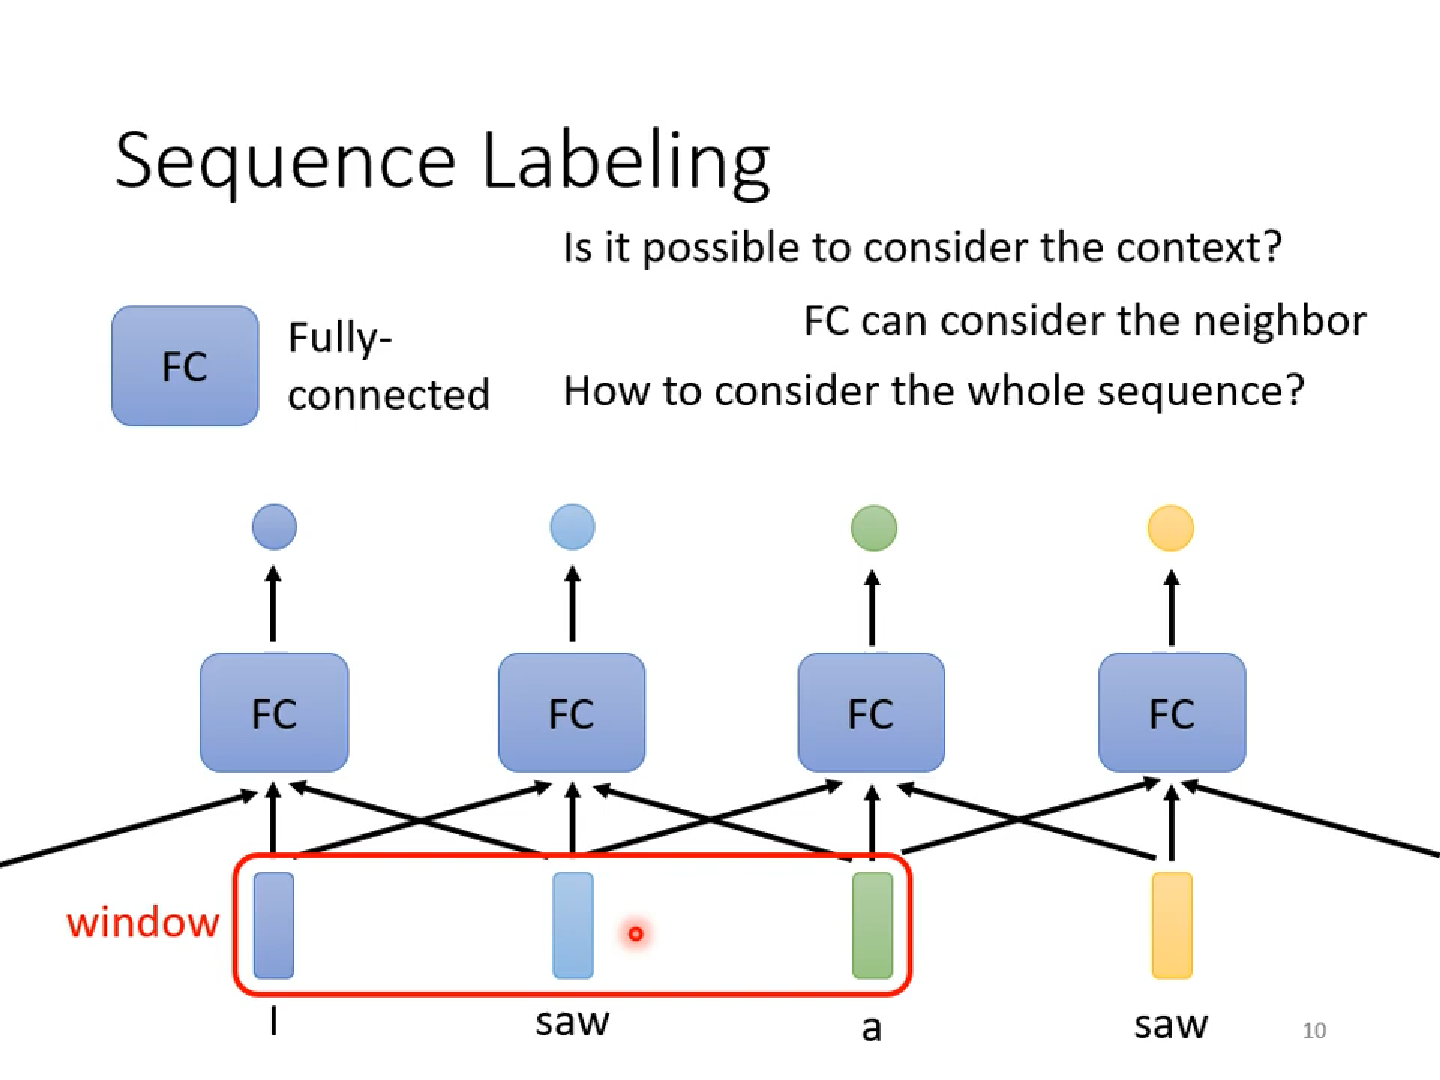 Sequence Labeling
Is it possible to consider the context?
FC can consider the neighbor
How to consider the whole sequence?
FC
Fully-
connected
FC
FC
FC
FC
window
I
saw
a
saw
10